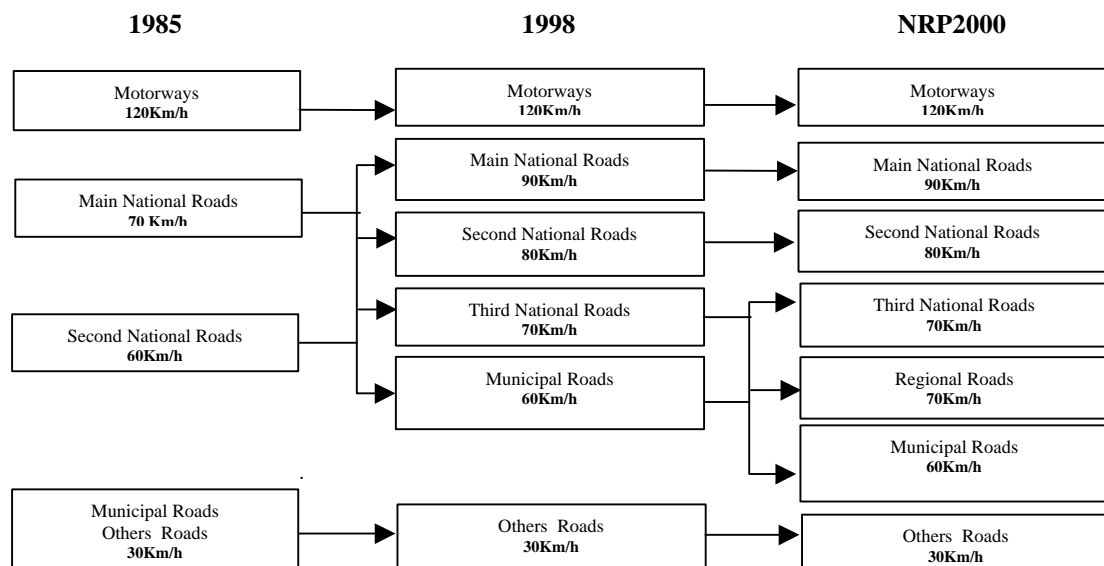 1985
1998
NRP2000
Motorways
120Km/h
Main National Roads
70 Km/h
Second National Roads
60Km/h
Municipal Roads
Others Roads
30Km/h
Motorways
120Km/h
Main National Roads
90Km/h
Second National Roads
80Km/h
Third National Roads
70Km/h
Municipal Roads
60Km/h
Others Roads
30Km/h
Motorways
120Km/h
Main National Roads
90Km/h
Second National Roads
80Km/h
Third National Roads
70Km/h
Regional Roads
70Km/h
Municipal Roads
60Km/h
Others Roads
30Km/h